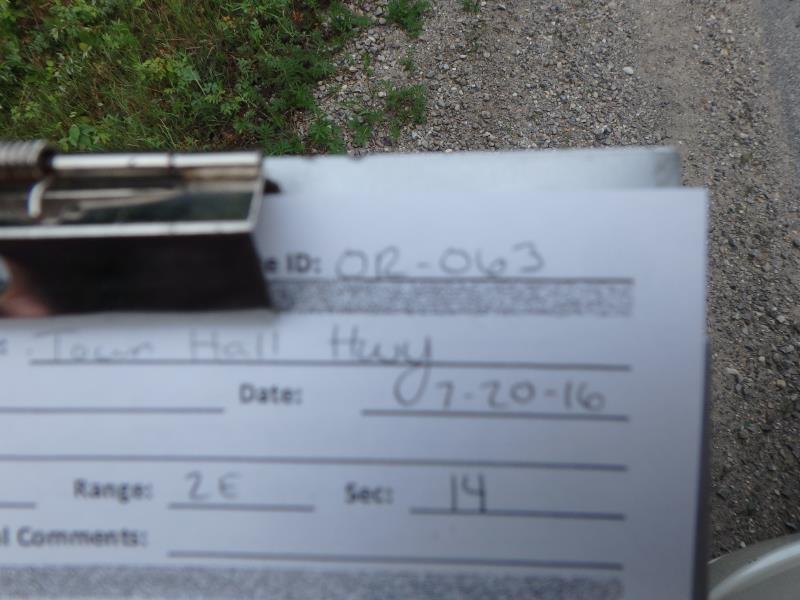 e ID: OR-063
: Town Hall Hwy
Date: 7-20-16
Range: 2E Sec: 14
l Comments: